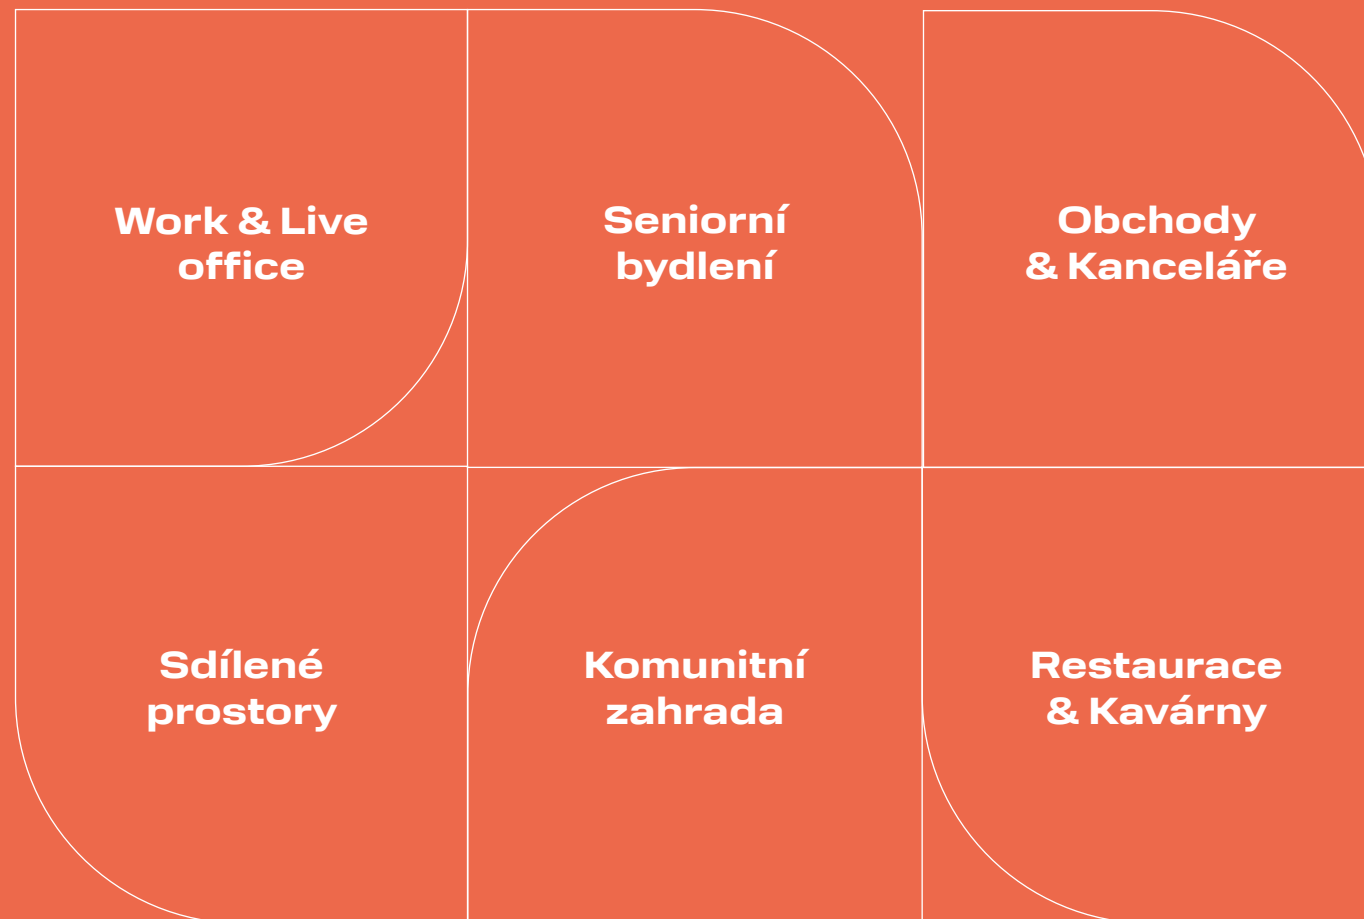 Work & Live
office
Seniorní
bydlení
Obchody
& Kanceláře
Sdílené
prostory
Komunitní
zahrada
Restaurace
& Kavárny